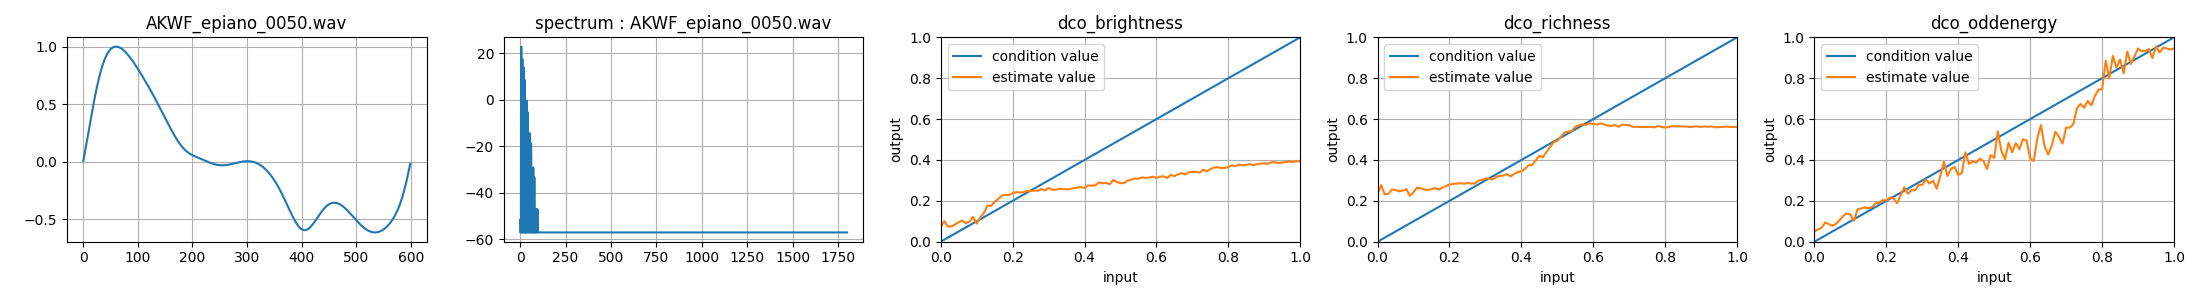 AKWF_epiano_0050.wav
1.0
0.5
0.0
−0.5
0 100 200 300 400 500 600
spectrum : AKWF_epiano_0050.wav
20
0
−20
−40
−60
0 250 500 750 1000 1250 1500 1750
dco_brightness
condition value
estimate value
output
1.0
0.8
0.6
0.4
0.2
0.0
0.0 0.2 0.4 0.6 0.8 1.0
input
dco_richness
condition value
estimate value
output
1.0
0.8
0.6
0.4
0.2
0.0
0.0 0.2 0.4 0.6 0.8 1.0
input
dco_oddenergy
condition value
estimate value
output
1.0
0.8
0.6
0.4
0.2
0.0
0.0 0.2 0.4 0.6 0.8 1.0
input